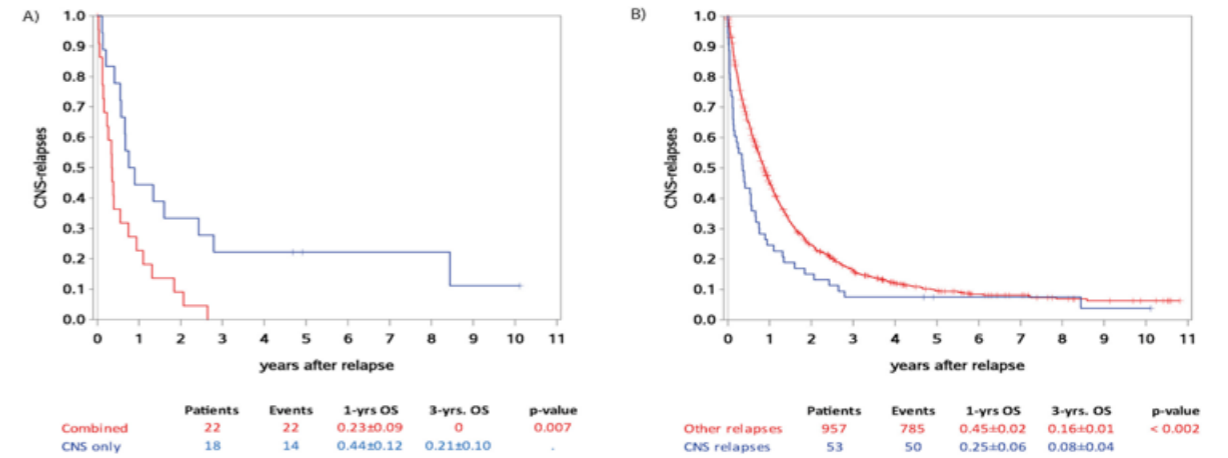 A)
CNS-relapses
1.0
0.9
0.8
0.7
0.6
0.5
0.4
0.3
0.2
0.1
0.0
0 1 2 3 4 5 6 7 8 9 10 11
years after relapse
Patients Events 1-yrs OS 3-yrs. OS p-value
Combined 22 22 0.23±0.09 0 0.007
CNS only 18 14 0.44±0.12 0.21±0.10 .
B)
CNS-relapses
1.0
0.9
0.8
0.7
0.6
0.5
0.4
0.3
0.2
0.1
0.0
0 1 2 3 4 5 6 7 8 9 10 11
years after relapse
Patients Events 1-yrs OS 3-yrs. OS p-value
Other relapses 957 785 0.45±0.02 0.16±0.01 < 0.002
CNS relapses 53 50 0.25±0.06 0.08±0.04